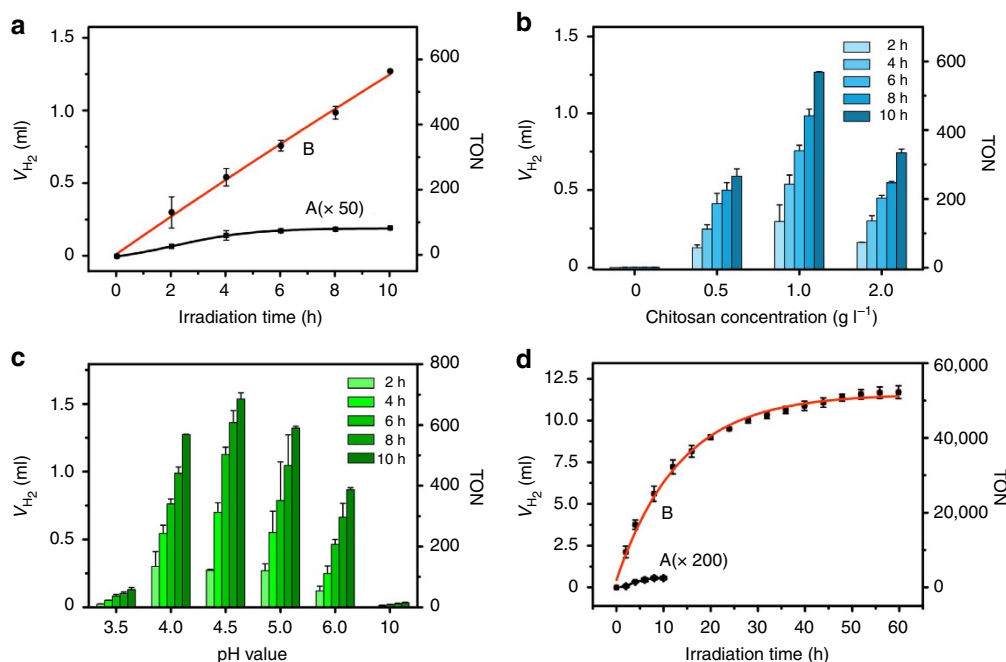 a
1.5
1.0
0.5
0
V_H2 (ml)
600
400
200
0
TON
B
A(× 50)
0 2 4 6 8 10
Irradiation time (h)
b
1.5
1.0
0.5
0
V_H2 (ml)
600
400
200
0
TON
2 h
4 h
6 h
8 h
10 h
0 0.5 1.0 2.0
Chitosan concentration (g l⁻¹)
c
1.5
1.0
0.5
0
V_H2 (ml)
800
600
400
200
0
TON
2 h
4 h
6 h
8 h
10 h
3.5 4.0 4.5 5.0 6.0 10
pH value
d
12.5
10.0
7.5
5.0
2.5
0
V_H2 (ml)
60,000
40,000
20,000
0
TON
B
A(× 200)
0 10 20 30 40 50 60
Irradiation time (h)